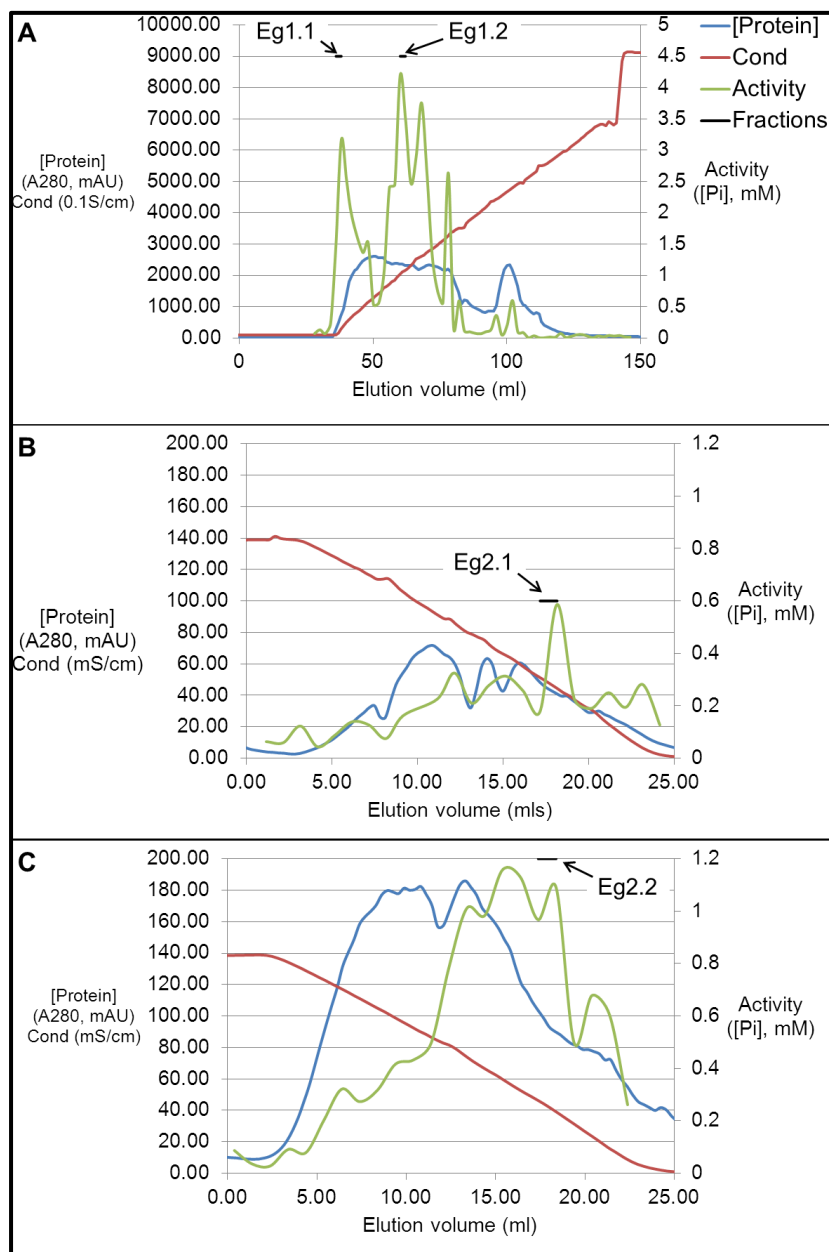 A
10000.00
9000.00
8000.00
7000.00
6000.00
5000.00
4000.00
3000.00
2000.00
1000.00
0.00
[Protein]
(A280, mAU)
Cond (0.1S/cm)
Eg1.1
Eg1.2
5
4.5
4
3.5
3
2.5
2
1.5
1
0.5
0
[Protein]
Cond
Activity
Fractions
Activity
([Pi], mM)
0
50
100
150
Elution volume (ml)
B
200.00
180.00
160.00
140.00
120.00
100.00
80.00
60.00
40.00
20.00
0.00
[Protein]
(A280, mAU)
Cond (mS/cm)
Eg2.1
1.2
1
0.8
0.6
0.4
0.2
0
Activity
([Pi], mM)
0.00
5.00
10.00
15.00
20.00
25.00
Elution volume (mls)
C
200.00
180.00
160.00
140.00
120.00
100.00
80.00
60.00
40.00
20.00
0.00
[Protein]
(A280, mAU)
Cond (mS/cm)
Eg2.2
1.2
1
0.8
0.6
0.4
0.2
0
Activity
([Pi], mM)
0.00
5.00
10.00
15.00
20.00
25.00
Elution volume (ml)